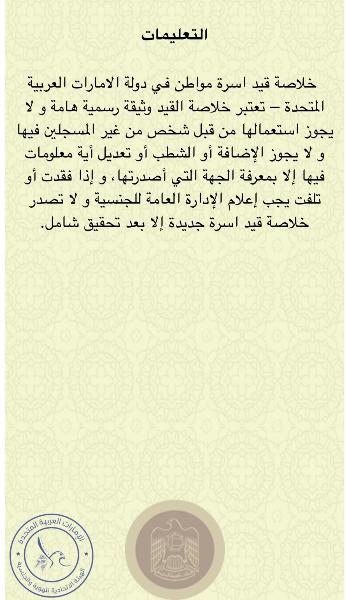 التعليمات
خلاصة قيد اسرة مواطن في دولة الامارات العربية
المتحدة – تعتبر خلاصة القيد وثيقة رسمية هامة و لا
يجوز استعمالها من قبل شخص من غير المسجلين فيها
و لا يجوز الإضافة أو الشطب أو تعديل أية معلومات
فيها إلا بمعرفة الجهة التي أصدرتها، و إذا فقدت أو
تلفت يجب إعلام الإدارة العامة للجنسية و لا تصدر
خلاصة قيد اسرة جديدة إلا بعد تحقيق شامل.
الإمارات العربية المتحدة
الهيئة الاتحادية للهوية والجنسية